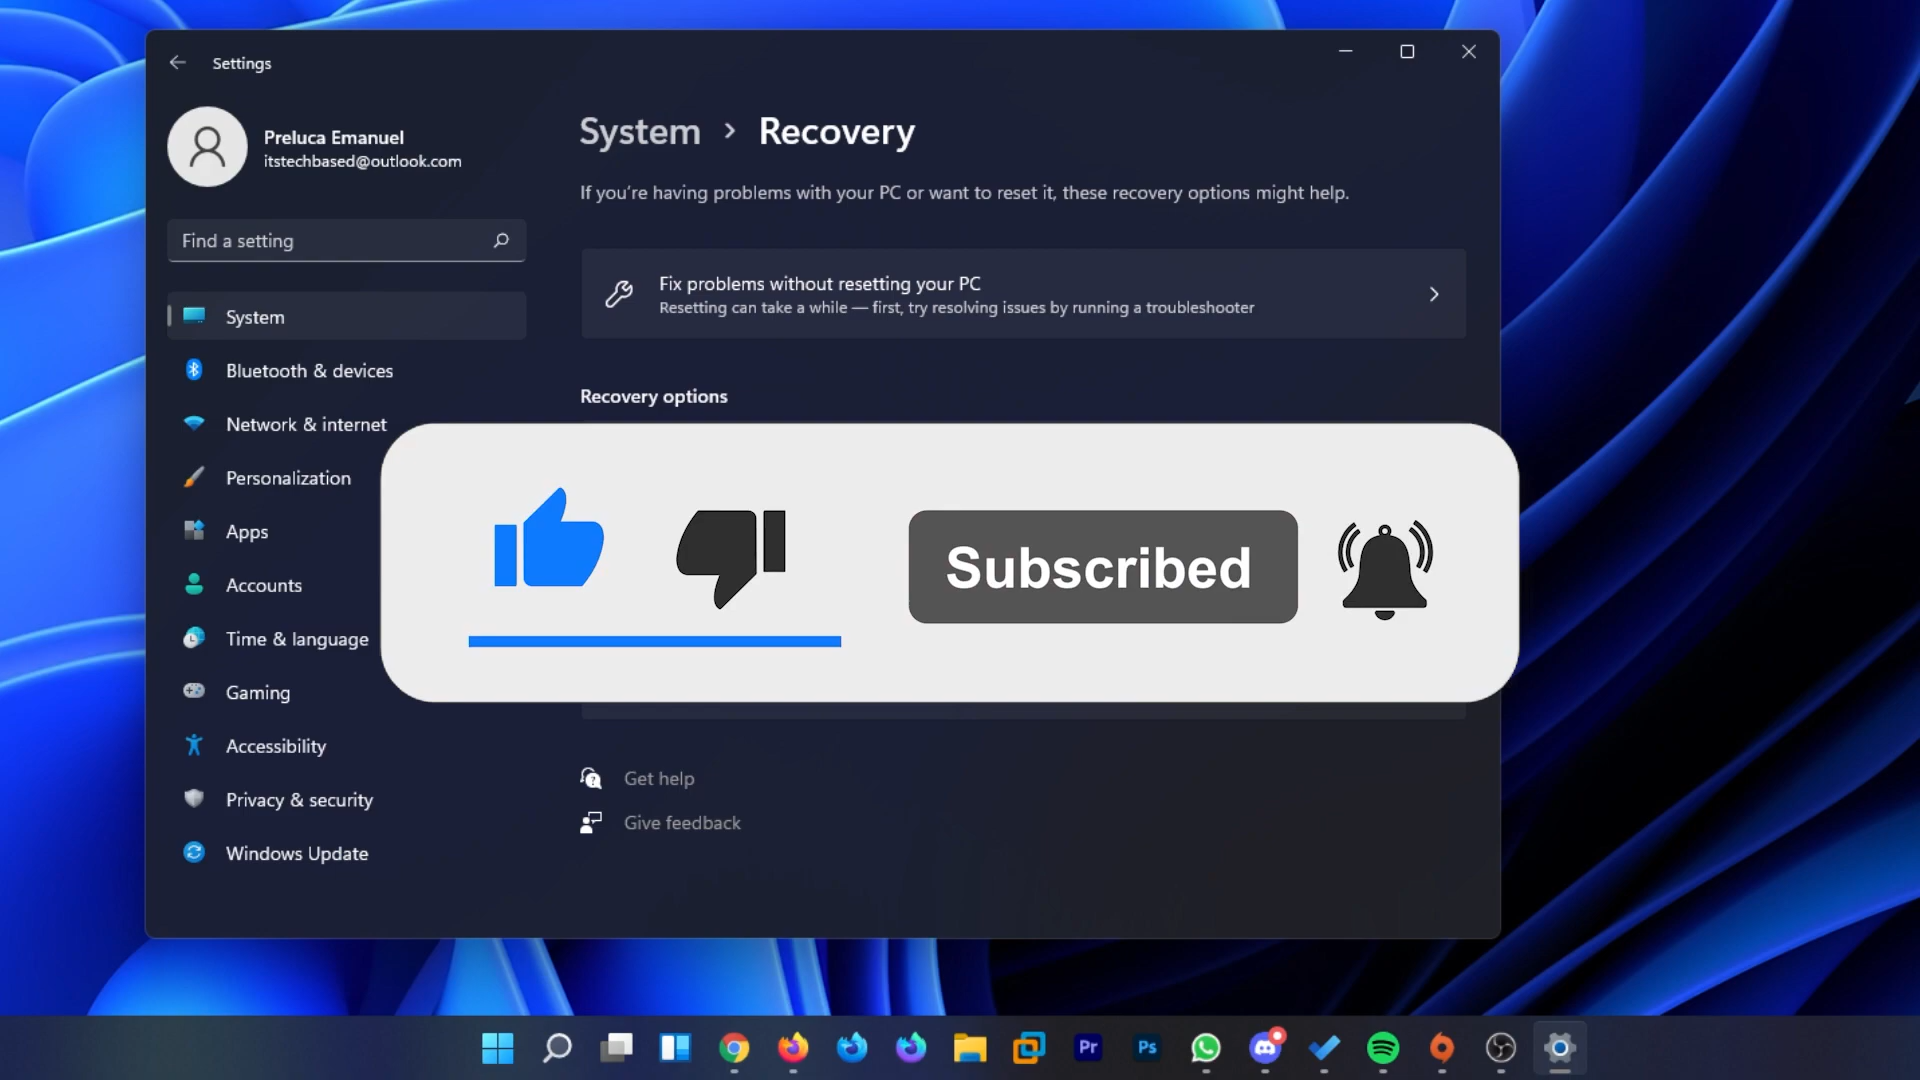 Settings
Preluca Emanuel
itstechbased@outlook.com
Find a setting
System
Bluetooth & devices
Network & internet
Personalization
Apps
Accounts
Time & language
Gaming
Accessibility
Privacy & security
Windows Update
System > Recovery
If you're having problems with your PC or want to reset it, these recovery options might help.
Fix problems without resetting your PC
Resetting can take a while — first, try resolving issues by running a troubleshooter
Recovery options
Subscribed
Get help
Give feedback
Pr
Ps